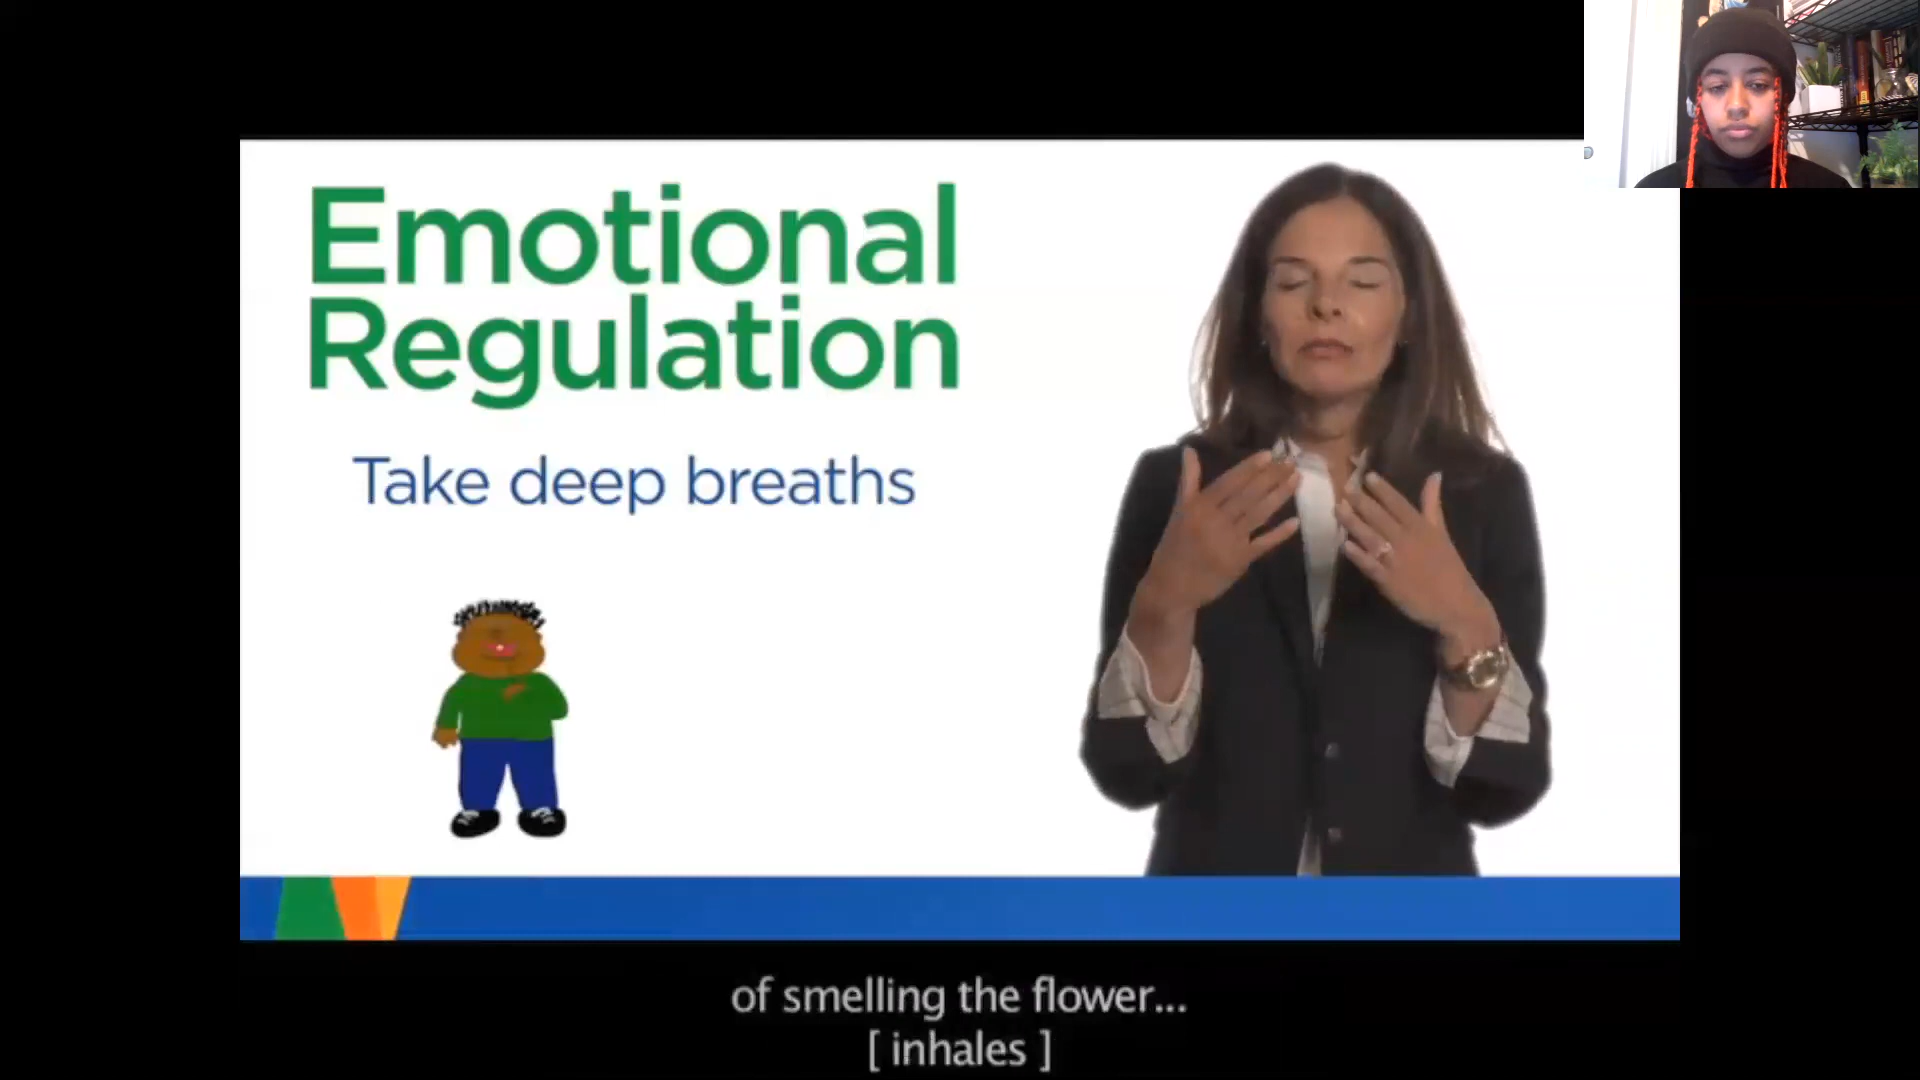 Emotional
Regulation
Take deep breaths
of smelling the flower...
[ inhales ]